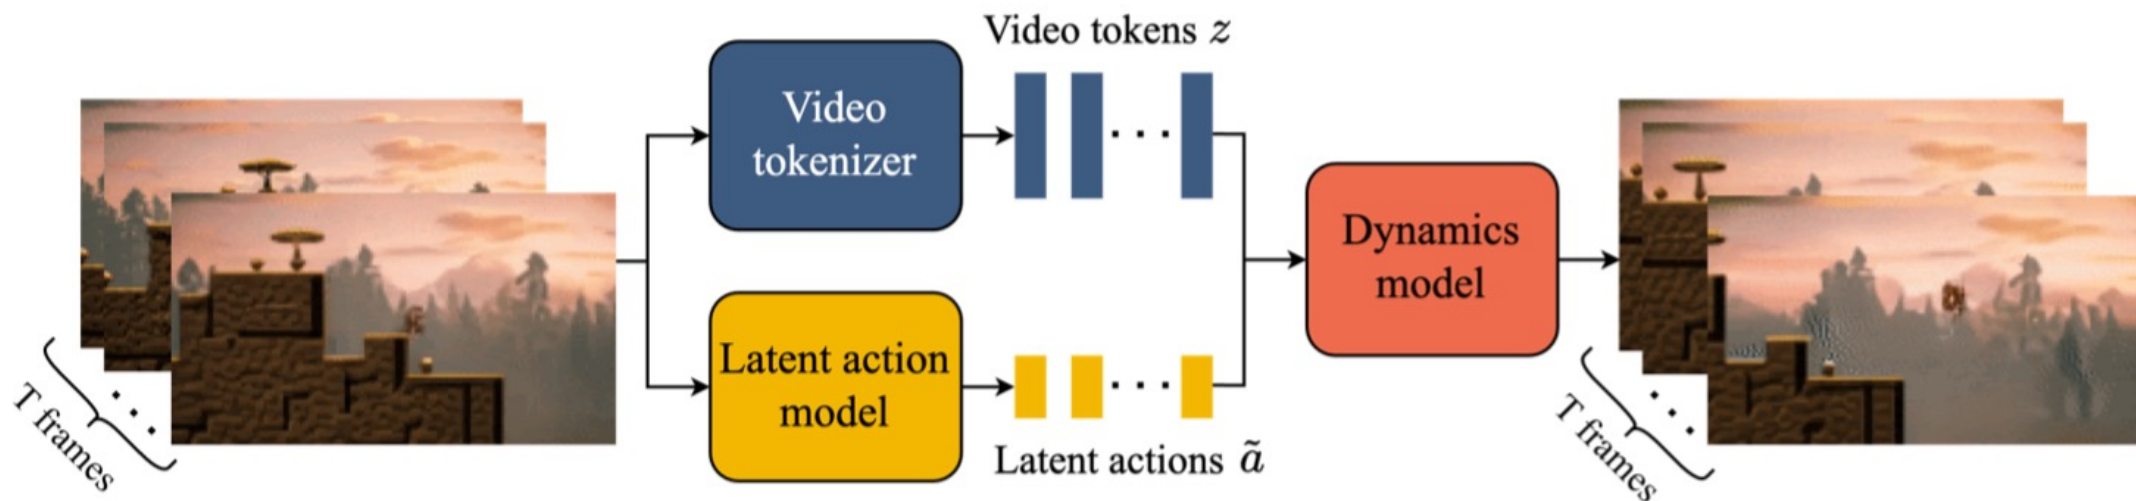 Video tokens z
Video
tokenizer
Dynamics
model
Latent action
model
Latent actions ã
T frames
T frames